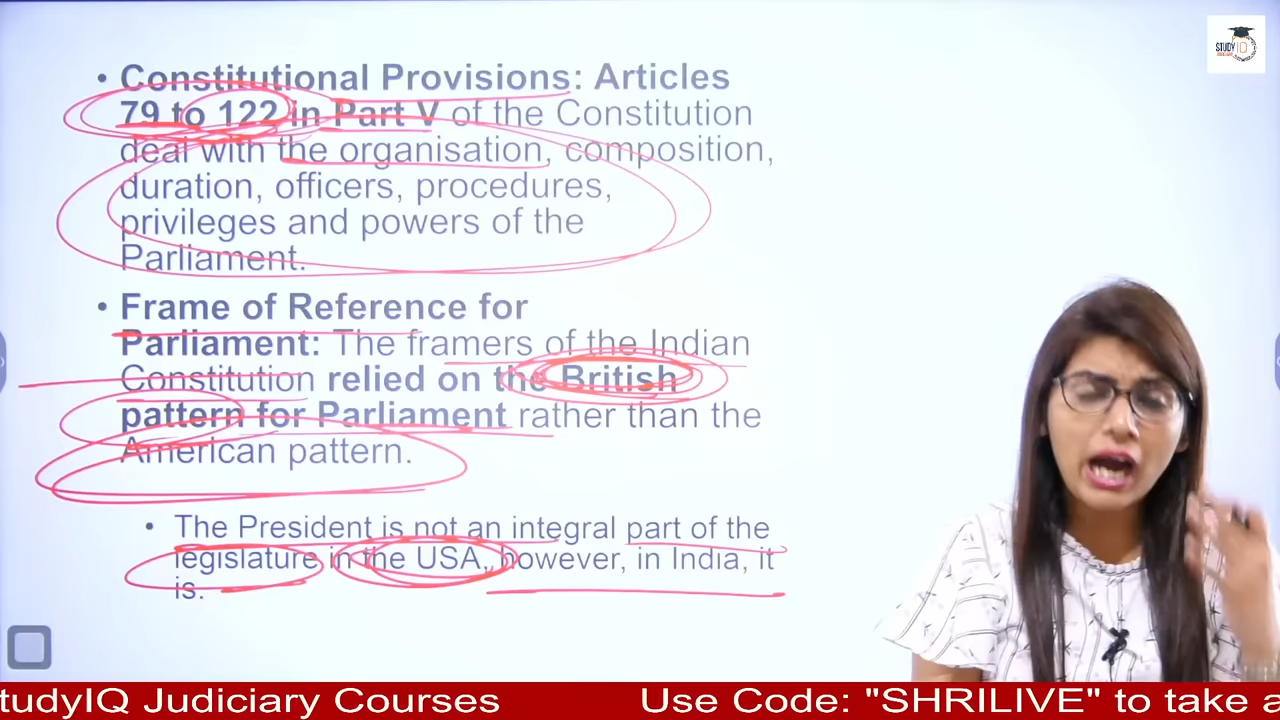 STUDY IQ
• Constitutional Provisions: Articles
79 to 122 in Part V of the Constitution
deal with the organisation, composition,
duration, officers, procedures,
privileges and powers of the
Parliament.
• Frame of Reference for
Parliament: The framers of the Indian
Constitution relied on the British
pattern for Parliament rather than the
American pattern.
• The President is not an integral part of the
legislature in the USA, however, in India, it
is.
tudyIQ Judiciary Courses Use Code: "SHRILIVE" to take a